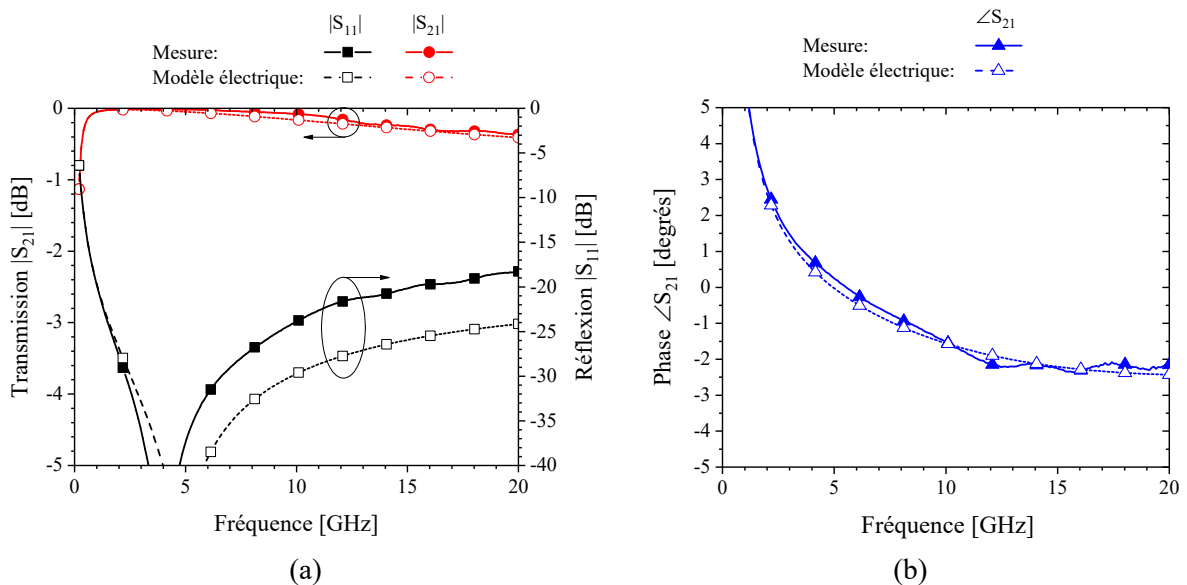 (a)
|S11| |S21|
Mesure:
Modèle électrique:
0
-1
-2
-3
-4
-5
Transmission |S21| [dB]
0
-5
-10
-15
-20
-25
-30
-35
-40
Réflexion |S11| [dB]
0 5 10 15 20
Fréquence [GHz]
(a)
b)
∠S21
Mesure:
Modèle électrique:
5
4
3
2
1
0
-1
-2
-3
-4
-5
Phase ∠S21 [degrés]
0 5 10 15 20
Fréquence [GHz]
(b)